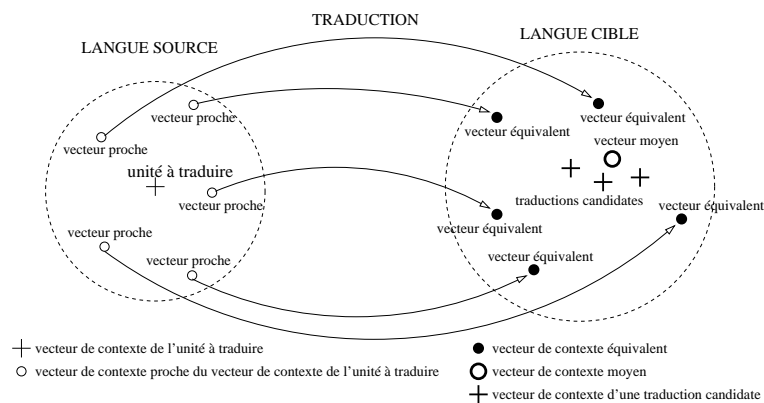 TRADUCTION
LANGUE SOURCE
LANGUE CIBLE
vecteur proche
vecteur équivalent
vecteur équivalent
vecteur proche
vecteur moyen
unité à traduire
vecteur proche
traductions candidates
vecteur équivalent
vecteur équivalent
vecteur proche
vecteur équivalent
vecteur proche
vecteur de contexte de l'unité à traduire
vecteur de contexte proche du vecteur de contexte de l'unité à traduire
vecteur de contexte équivalent
vecteur de contexte moyen
vecteur de contexte d'une traduction candidate